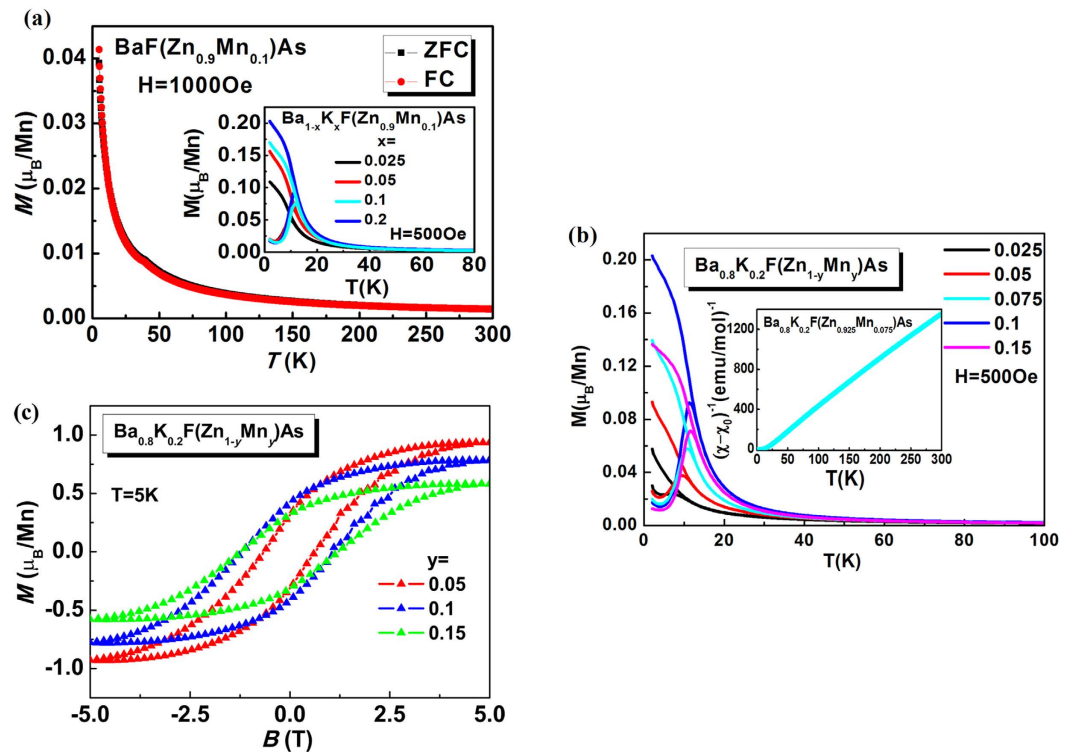 (a)
BaF(Zn0.9Mn0.1)As
H=1000Oe
ZFC
FC
M(μB/Mn)
0.04
0.03
0.02
0.01
0.00
0
50
100
150
200
250
300
T(K)
Ba1-xKxF(Zn0.9Mn0.1)As
x=
0.025
0.05
0.1
0.2
H=500Oe
M(μB/Mn)
0.20
0.15
0.10
0.05
0.00
0
20
40
60
80
T(K)
(b)
Ba0.8K0.2F(Zn1-yMny)As
0.025
0.05
0.075
0.1
0.15
H=500Oe
M(μB/Mn)
0.20
0.16
0.12
0.08
0.04
0.00
0
10
20
30
40
50
60
70
80
90
100
T(K)
Ba0.8K0.2F(Zn0.925Mn0.075)As
(χ−χ0)-1(emu/mol)-1
1200
800
400
0
0
50
100
150
200
250
300
T(K)
(c)
Ba0.8K0.2F(Zn1-yMny)As
T=5K
y=
0.05
0.1
0.15
M(μB/Mn)
1.0
0.5
0.0
-0.5
-1.0
-5.0
-2.5
0.0
2.5
5.0
B(T)